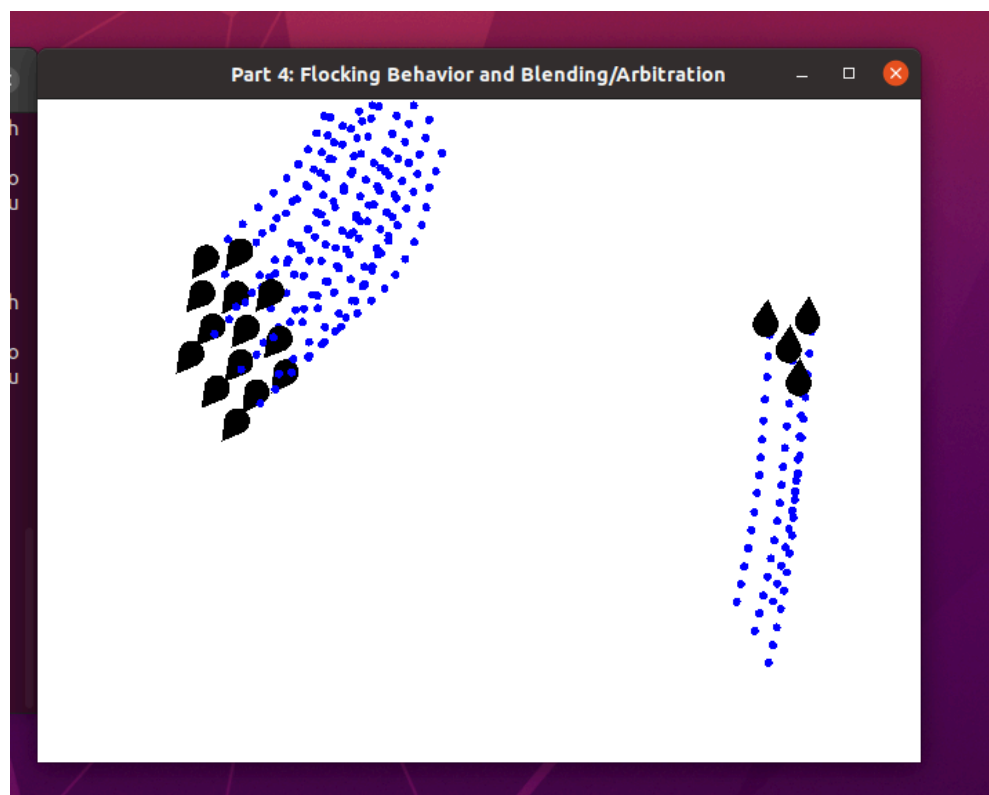 Part 4: Flocking Behavior and Blending/Arbitration
h
o
u
h
o
u